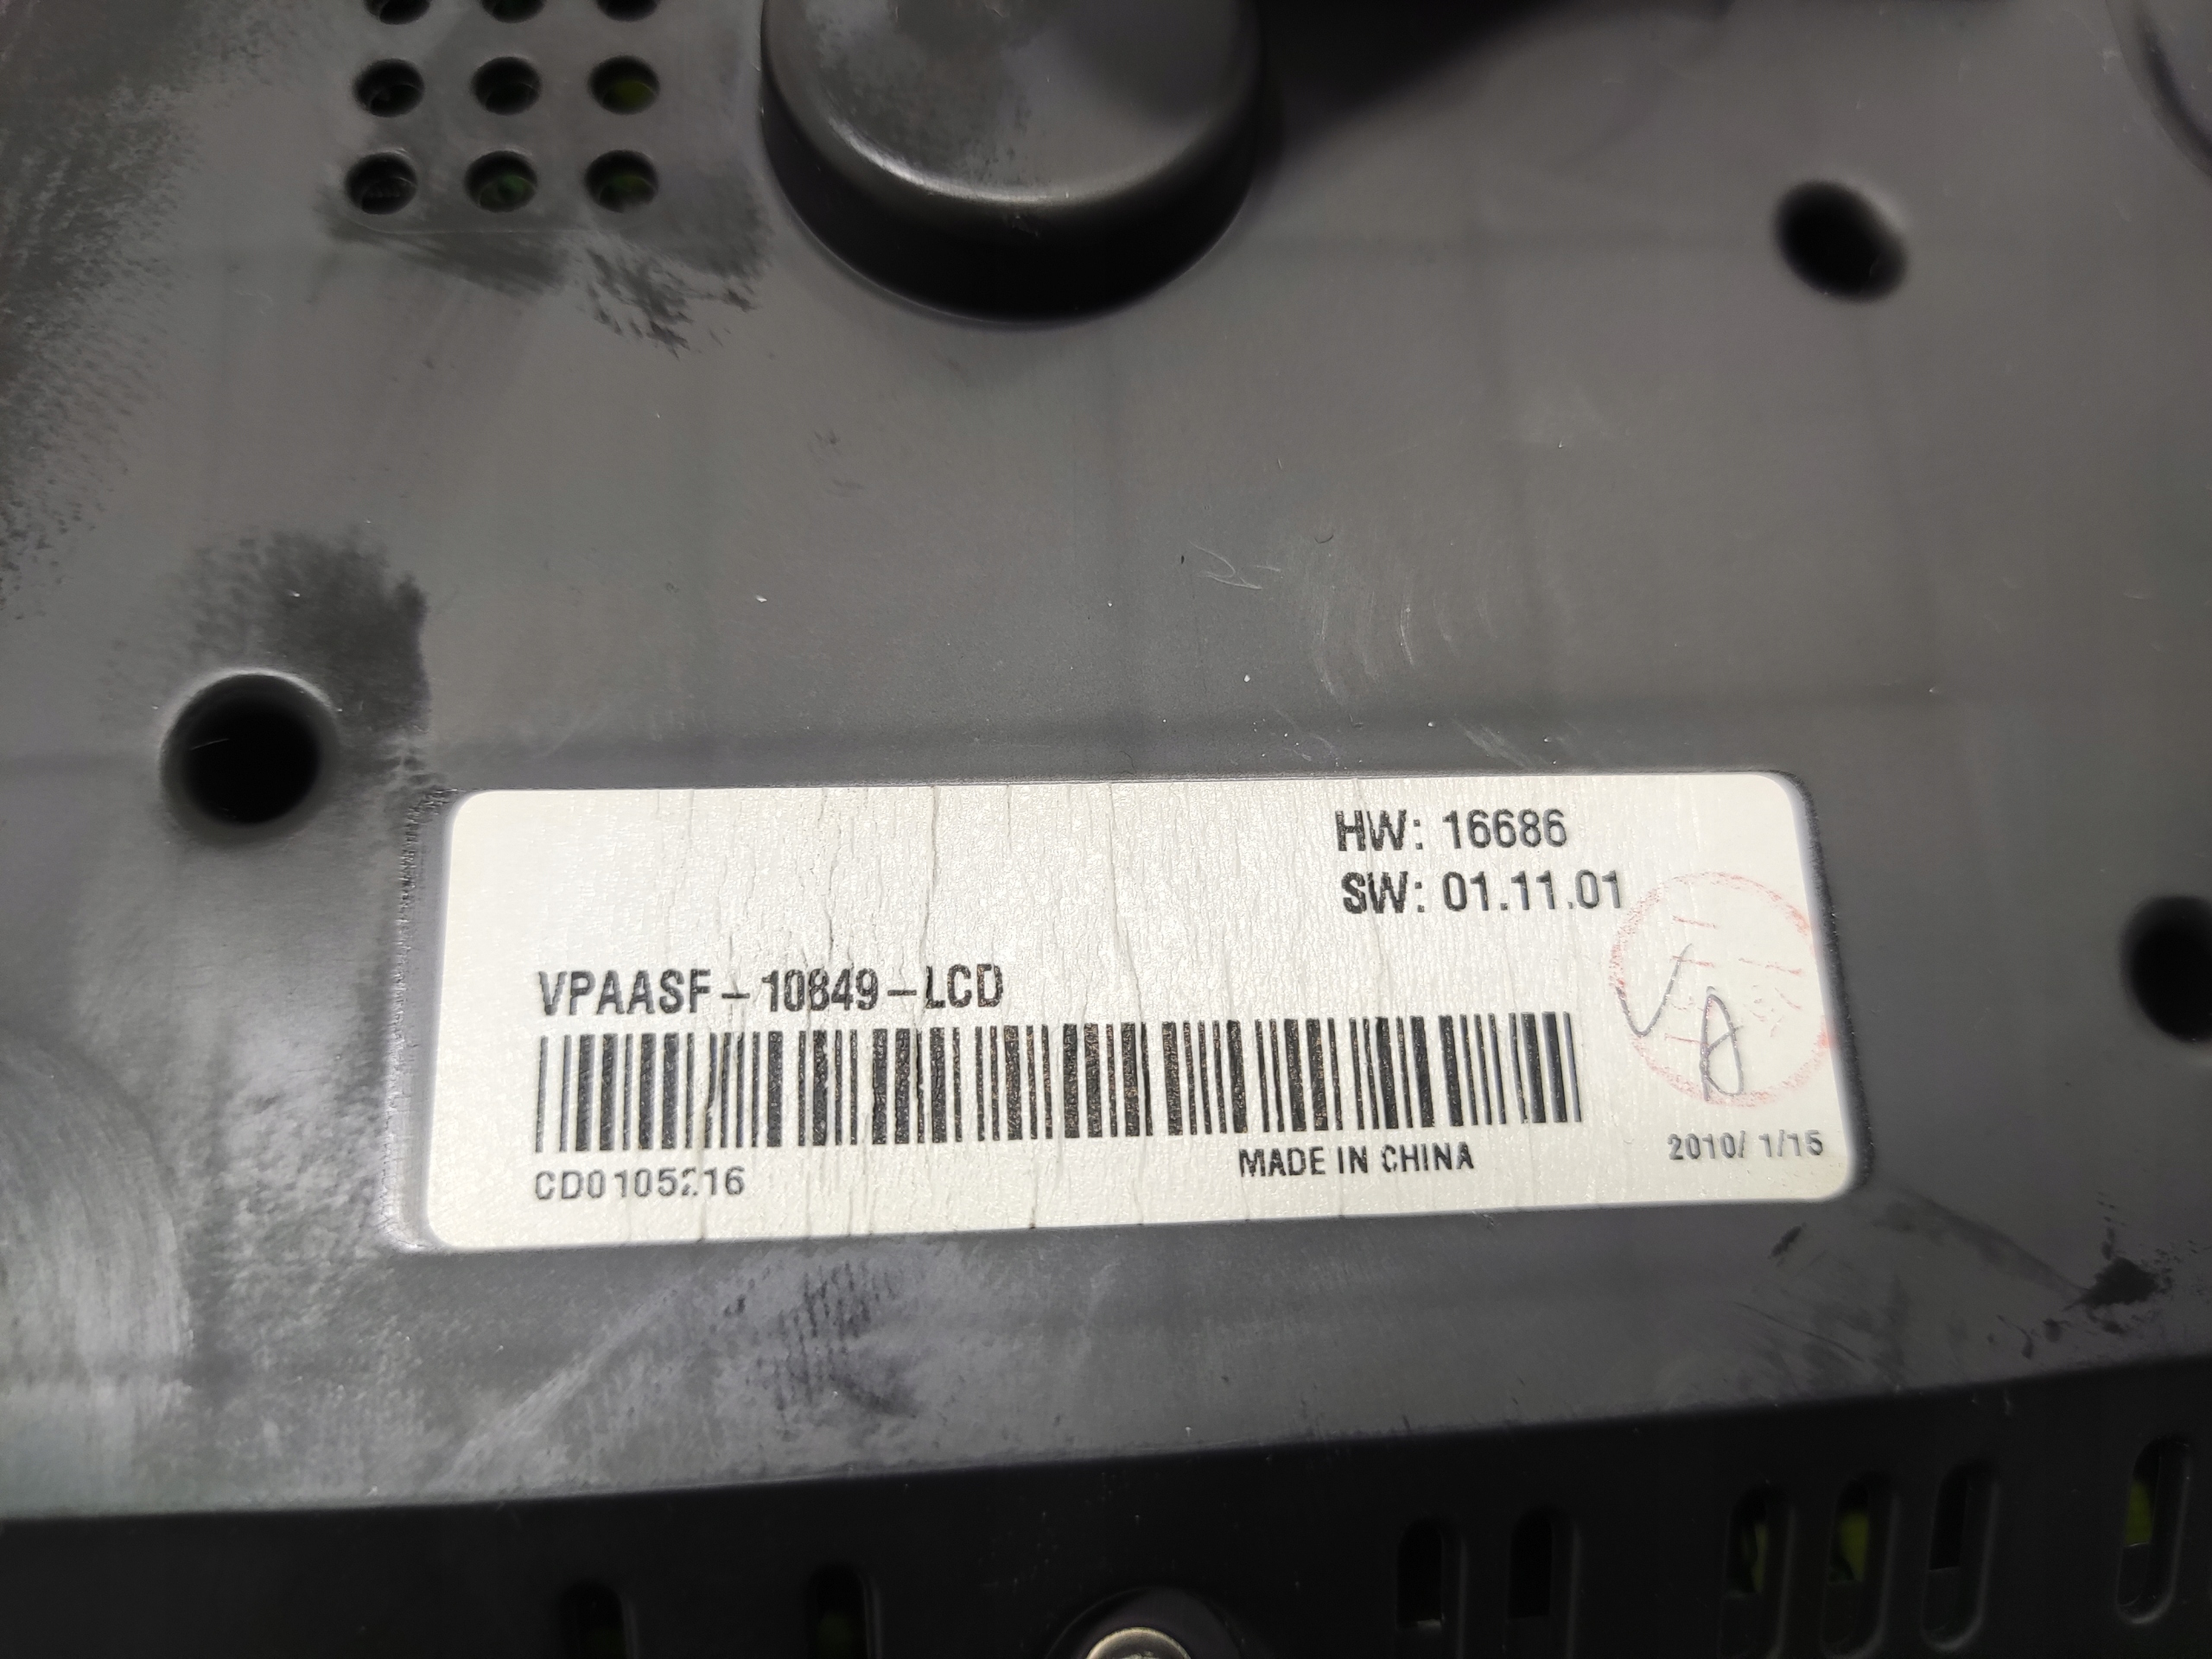 HW: 16686
SW: 01.11.01
VPAASF-10849-LCD
CD0105216
MADE IN CHINA
2010/ 1/15